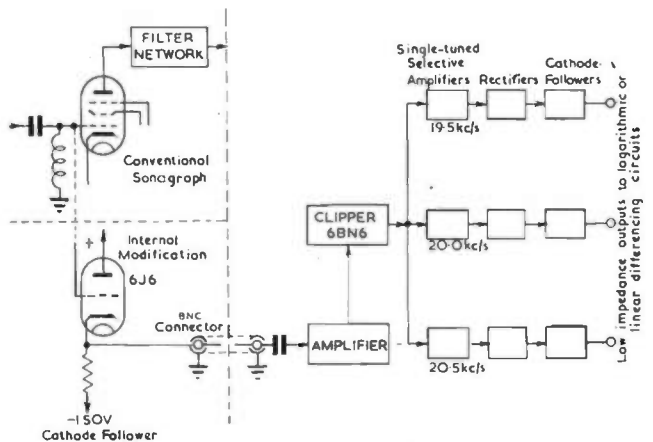 FILTER
NETWORK
Conventional
Sonagraph
+
Internal
Modification
6J6
BNC
Connector
-150V
Cathode Follower
AMPLIFIER
CLIPPER
6BN6
Single-tuned
Selective
Amplifiers
Rectifiers
Cathode-
Followers
19.5kc/s
20.0kc/s
20.5kc/s
Low impedance outputs to logarithmic or
linear differencing circuits